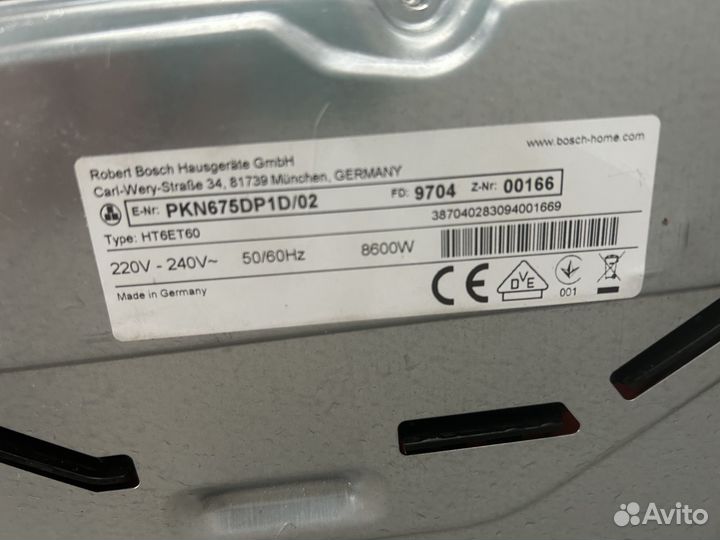 www.bosch-home.com
Robert Bosch Hausgeräte GmbH
Carl-Wery-Straße 34, 81739 München, GERMANY
E-Nr: PKN675DP1D/02 FD: 9704 Z-Nr: 00166
387040283094001669
Type: HT6ET60
220V - 240V~ 50/60Hz 8600W
Made in Germany
CE DVE 001
Avito